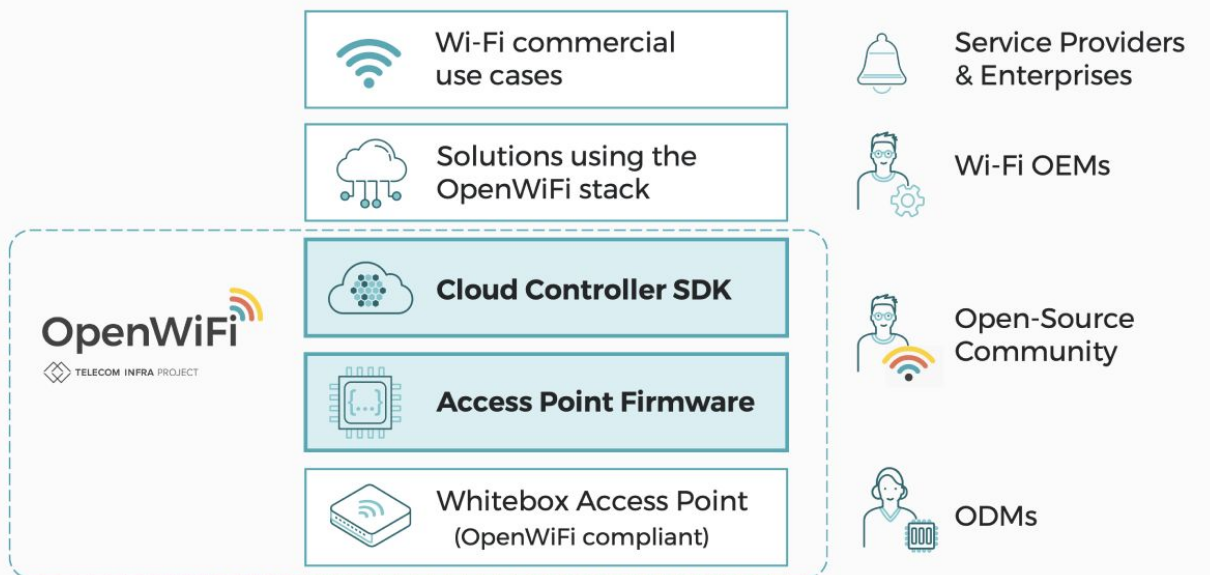 Wi-Fi commercial
use cases
Service Providers
& Enterprises
Solutions using the
OpenWiFi stack
Wi-Fi OEMs
OpenWiFi
TELECOM INFRA PROJECT
Cloud Controller SDK
Open-Source
Community
{...}
Access Point Firmware
Whitebox Access Point
(OpenWiFi compliant)
ODMs